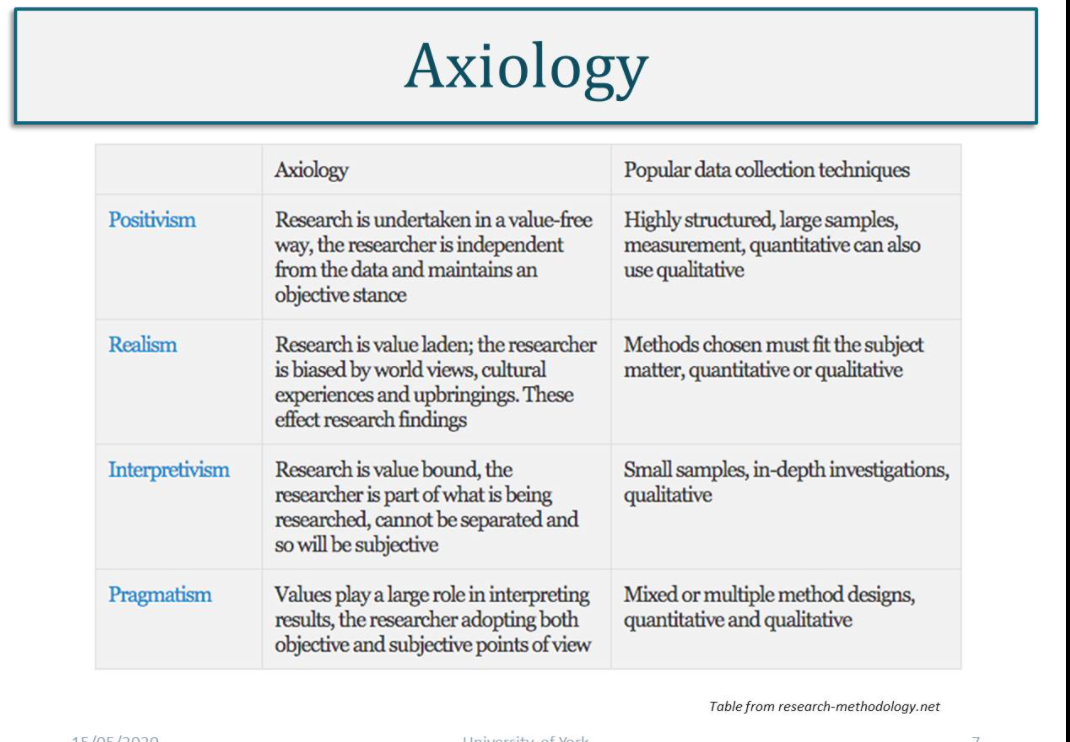 Axiology
Axiology
Popular data collection techniques
Positivism
Research is undertaken in a value-free
way, the researcher is independent
from the data and maintains an
objective stance
Highly structured, large samples,
measurement, quantitative can also
use qualitative
Realism
Research is value laden; the researcher
is biased by world views, cultural
experiences and upbringings. These
effect research findings
Methods chosen must fit the subject
matter, quantitative or qualitative
Interpretivism
Research is value bound, the
researcher is part of what is being
researched, cannot be separated and
so will be subjective
Small samples, in-depth investigations,
qualitative
Pragmatism
Values play a large role in interpreting
results, the researcher adopting both
objective and subjective points of view
Mixed or multiple method designs,
quantitative and qualitative
Table from research-methodology.net
15/05/2020
University of York
7